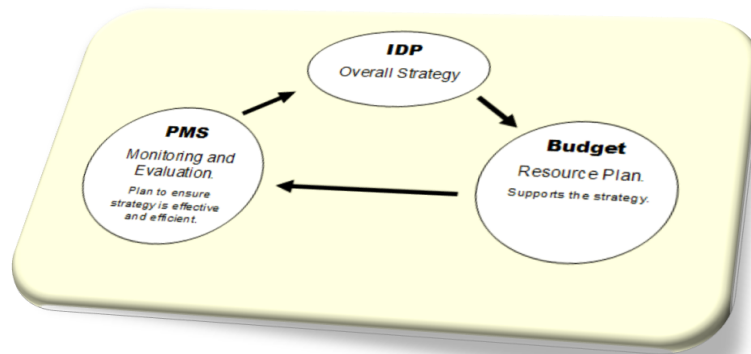 IDP
Overall Strategy
PMS
Monitoring and
Evaluation.
Plan to ensure
strategy is effective
and efficient.
Budget
Resource Plan.
Supports the strategy.